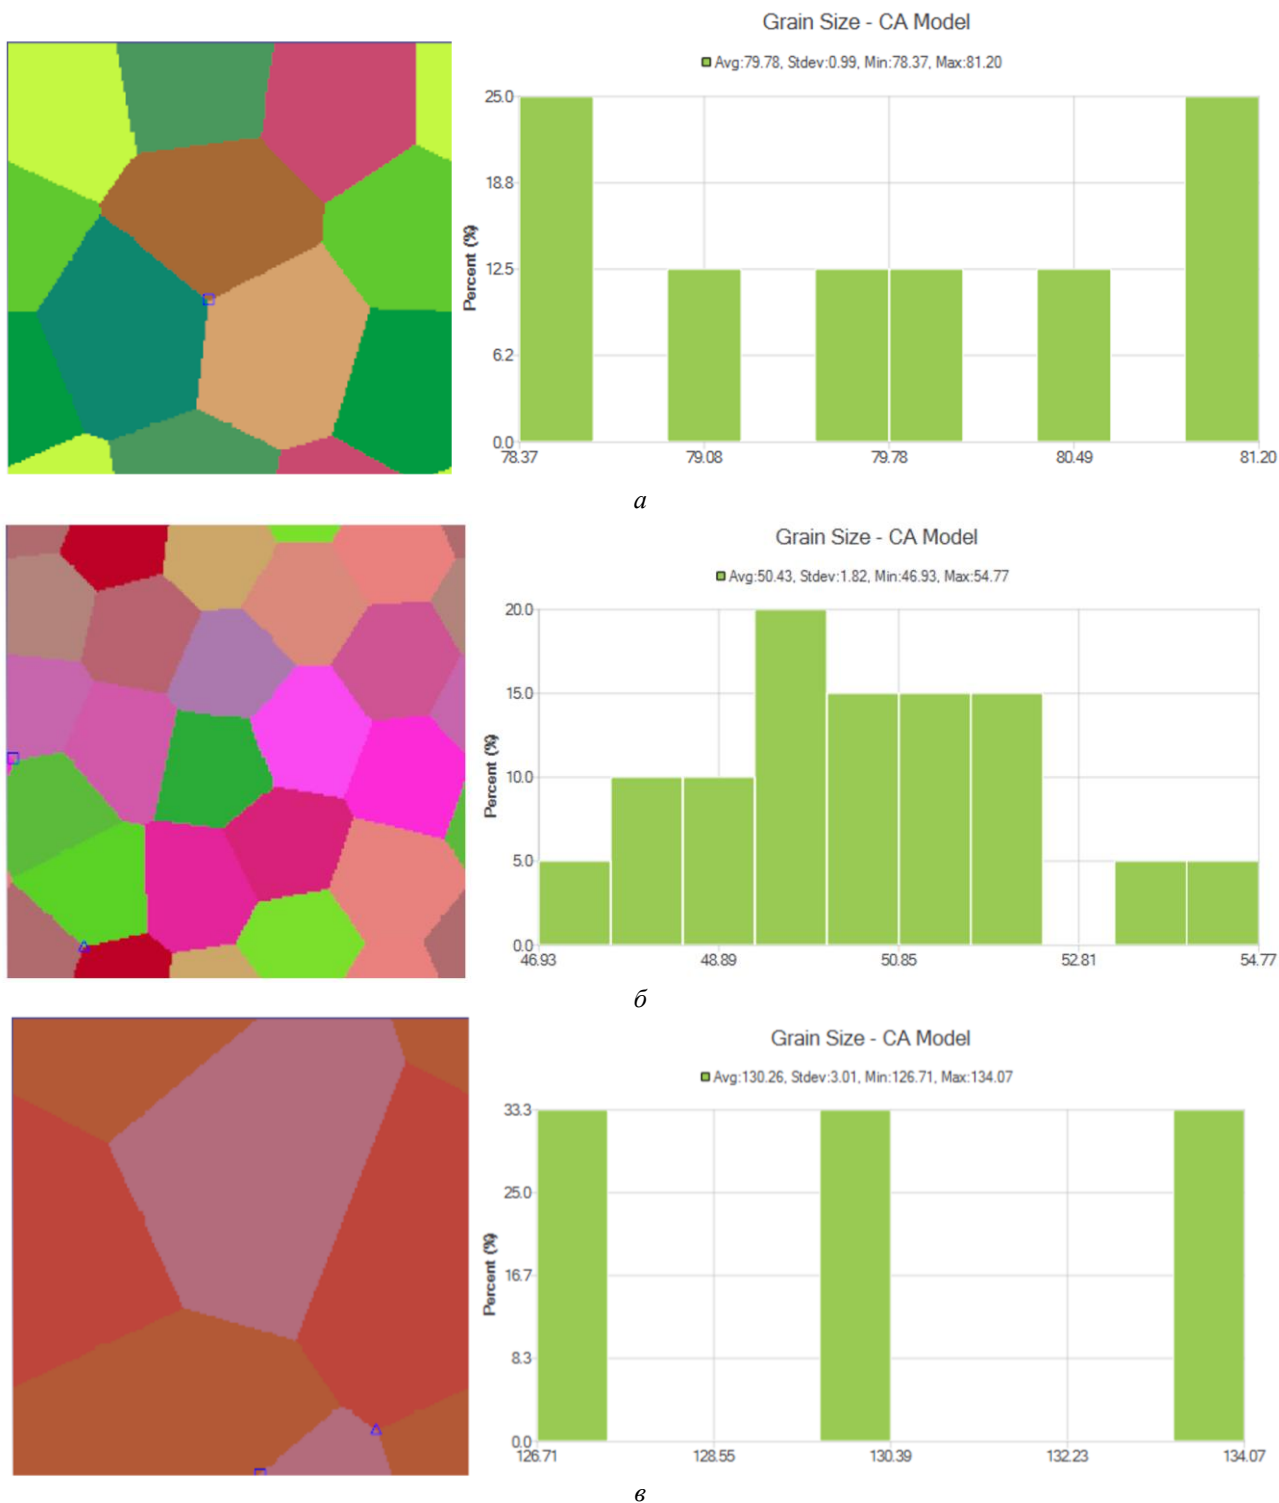 Grain Size - CA Model
Avg:79.78, Stdev:0.99, Min:78.37, Max:81.20
25.0
18.8
12.5
6.2
0.0
Percent (%)
78.37 79.08 79.78 80.49 81.20
а
Grain Size - CA Model
Avg:50.43, Stdev:1.82, Min:46.93, Max:54.77
20.0
15.0
10.0
5.0
0.0
Percent (%)
46.93 48.89 50.85 52.81 54.77
б
Grain Size - CA Model
Avg:130.26, Stdev:3.01, Min:126.71, Max:134.07
33.3
25.0
16.7
8.3
0.0
Percent (%)
126.71 128.55 130.39 132.23 134.07
в